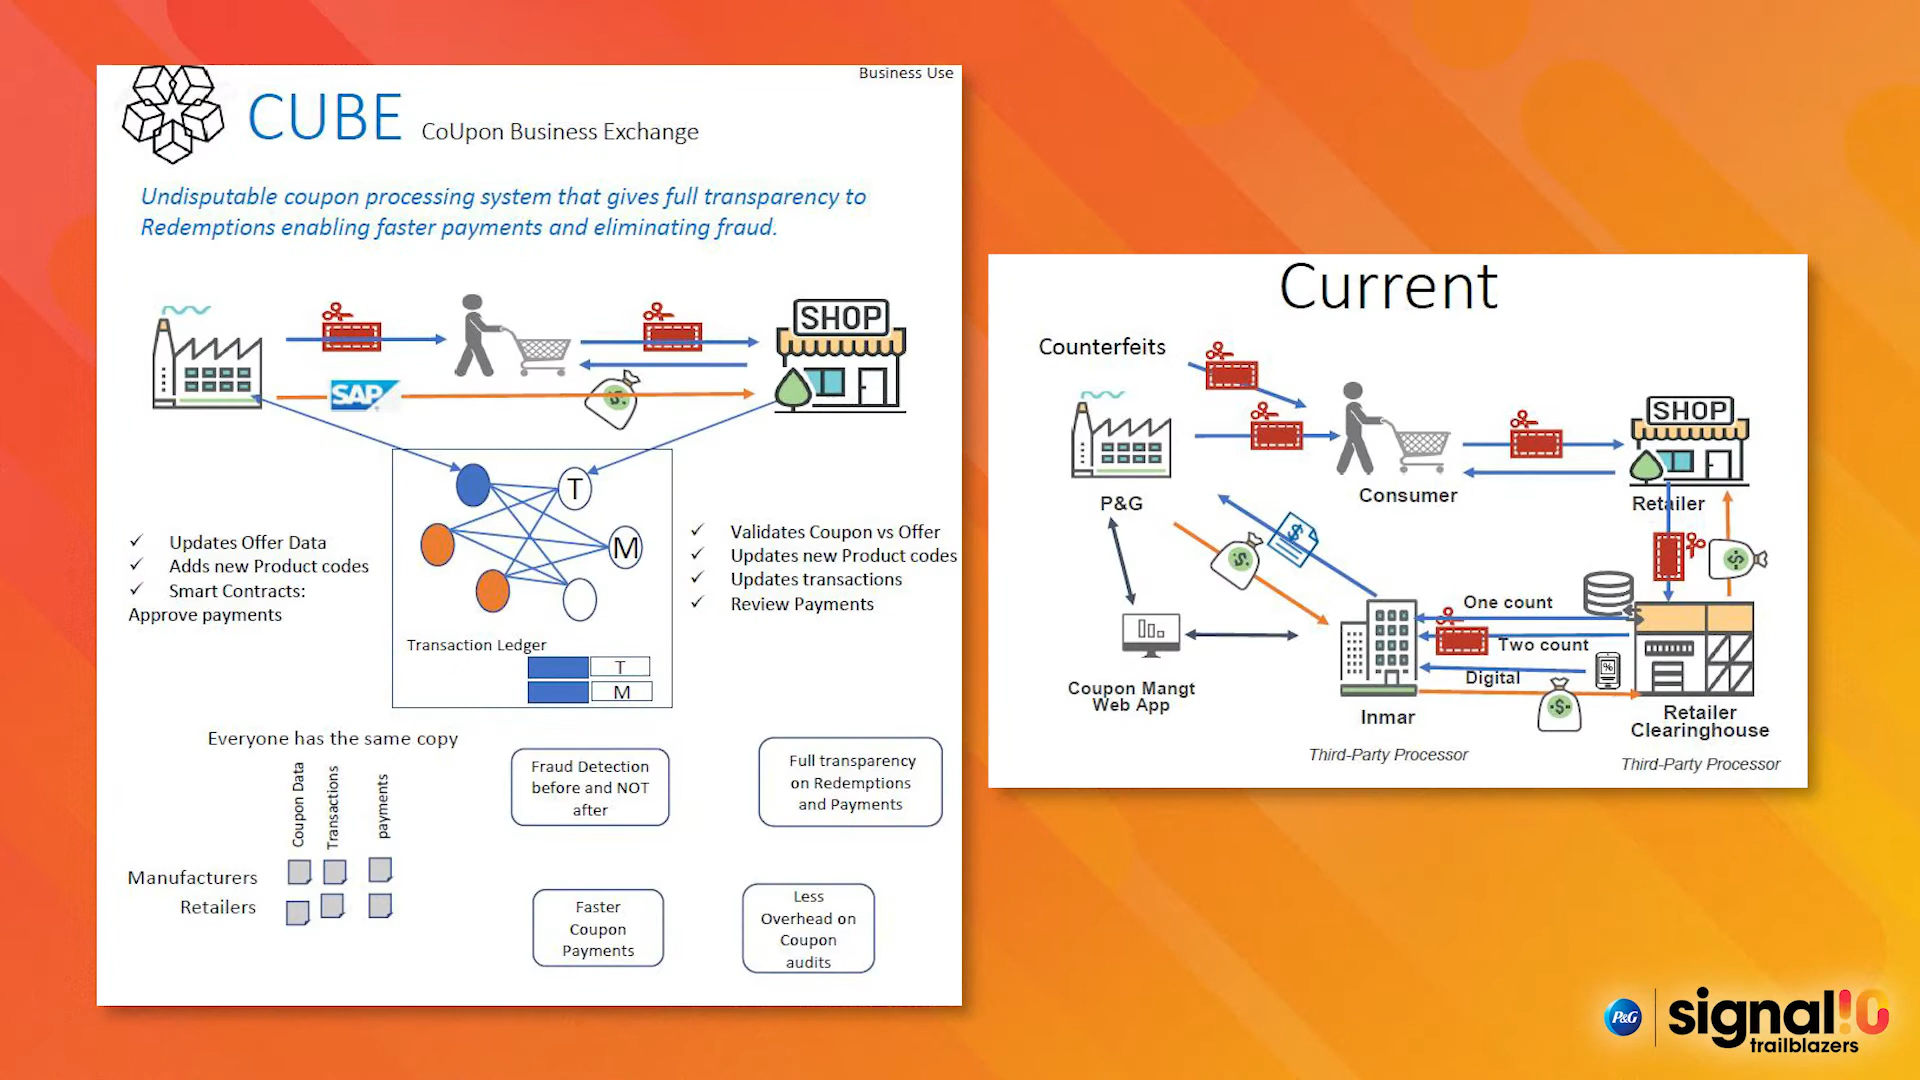 Business Use
CUBE CoUpon Business Exchange
Undisputable coupon processing system that gives full transparency to
Redemptions enabling faster payments and eliminating fraud.
SHOP
SAP
$
T
M
Updates Offer Data
Adds new Product codes
Smart Contracts:
Approve payments
Validates Coupon vs Offer
Updates new Product codes
Updates transactions
Review Payments
Transaction Ledger
T
M
Everyone has the same copy
Coupon Data
Transactions
payments
Manufacturers
Retailers
Fraud Detection
before and NOT
after
Full transparency
on Redemptions
and Payments
Faster
Coupon
Payments
Less
Overhead on
Coupon
audits
Current
Counterfeits
SHOP
P&G
Consumer
Retailer
$
$
$
One count
Two count
%
Digital
$
Coupon Mangt
Web App
Inmar
Retailer
Clearinghouse
Third-Party Processor
Third-Party Processor
P&G
signal!10
trailblazers